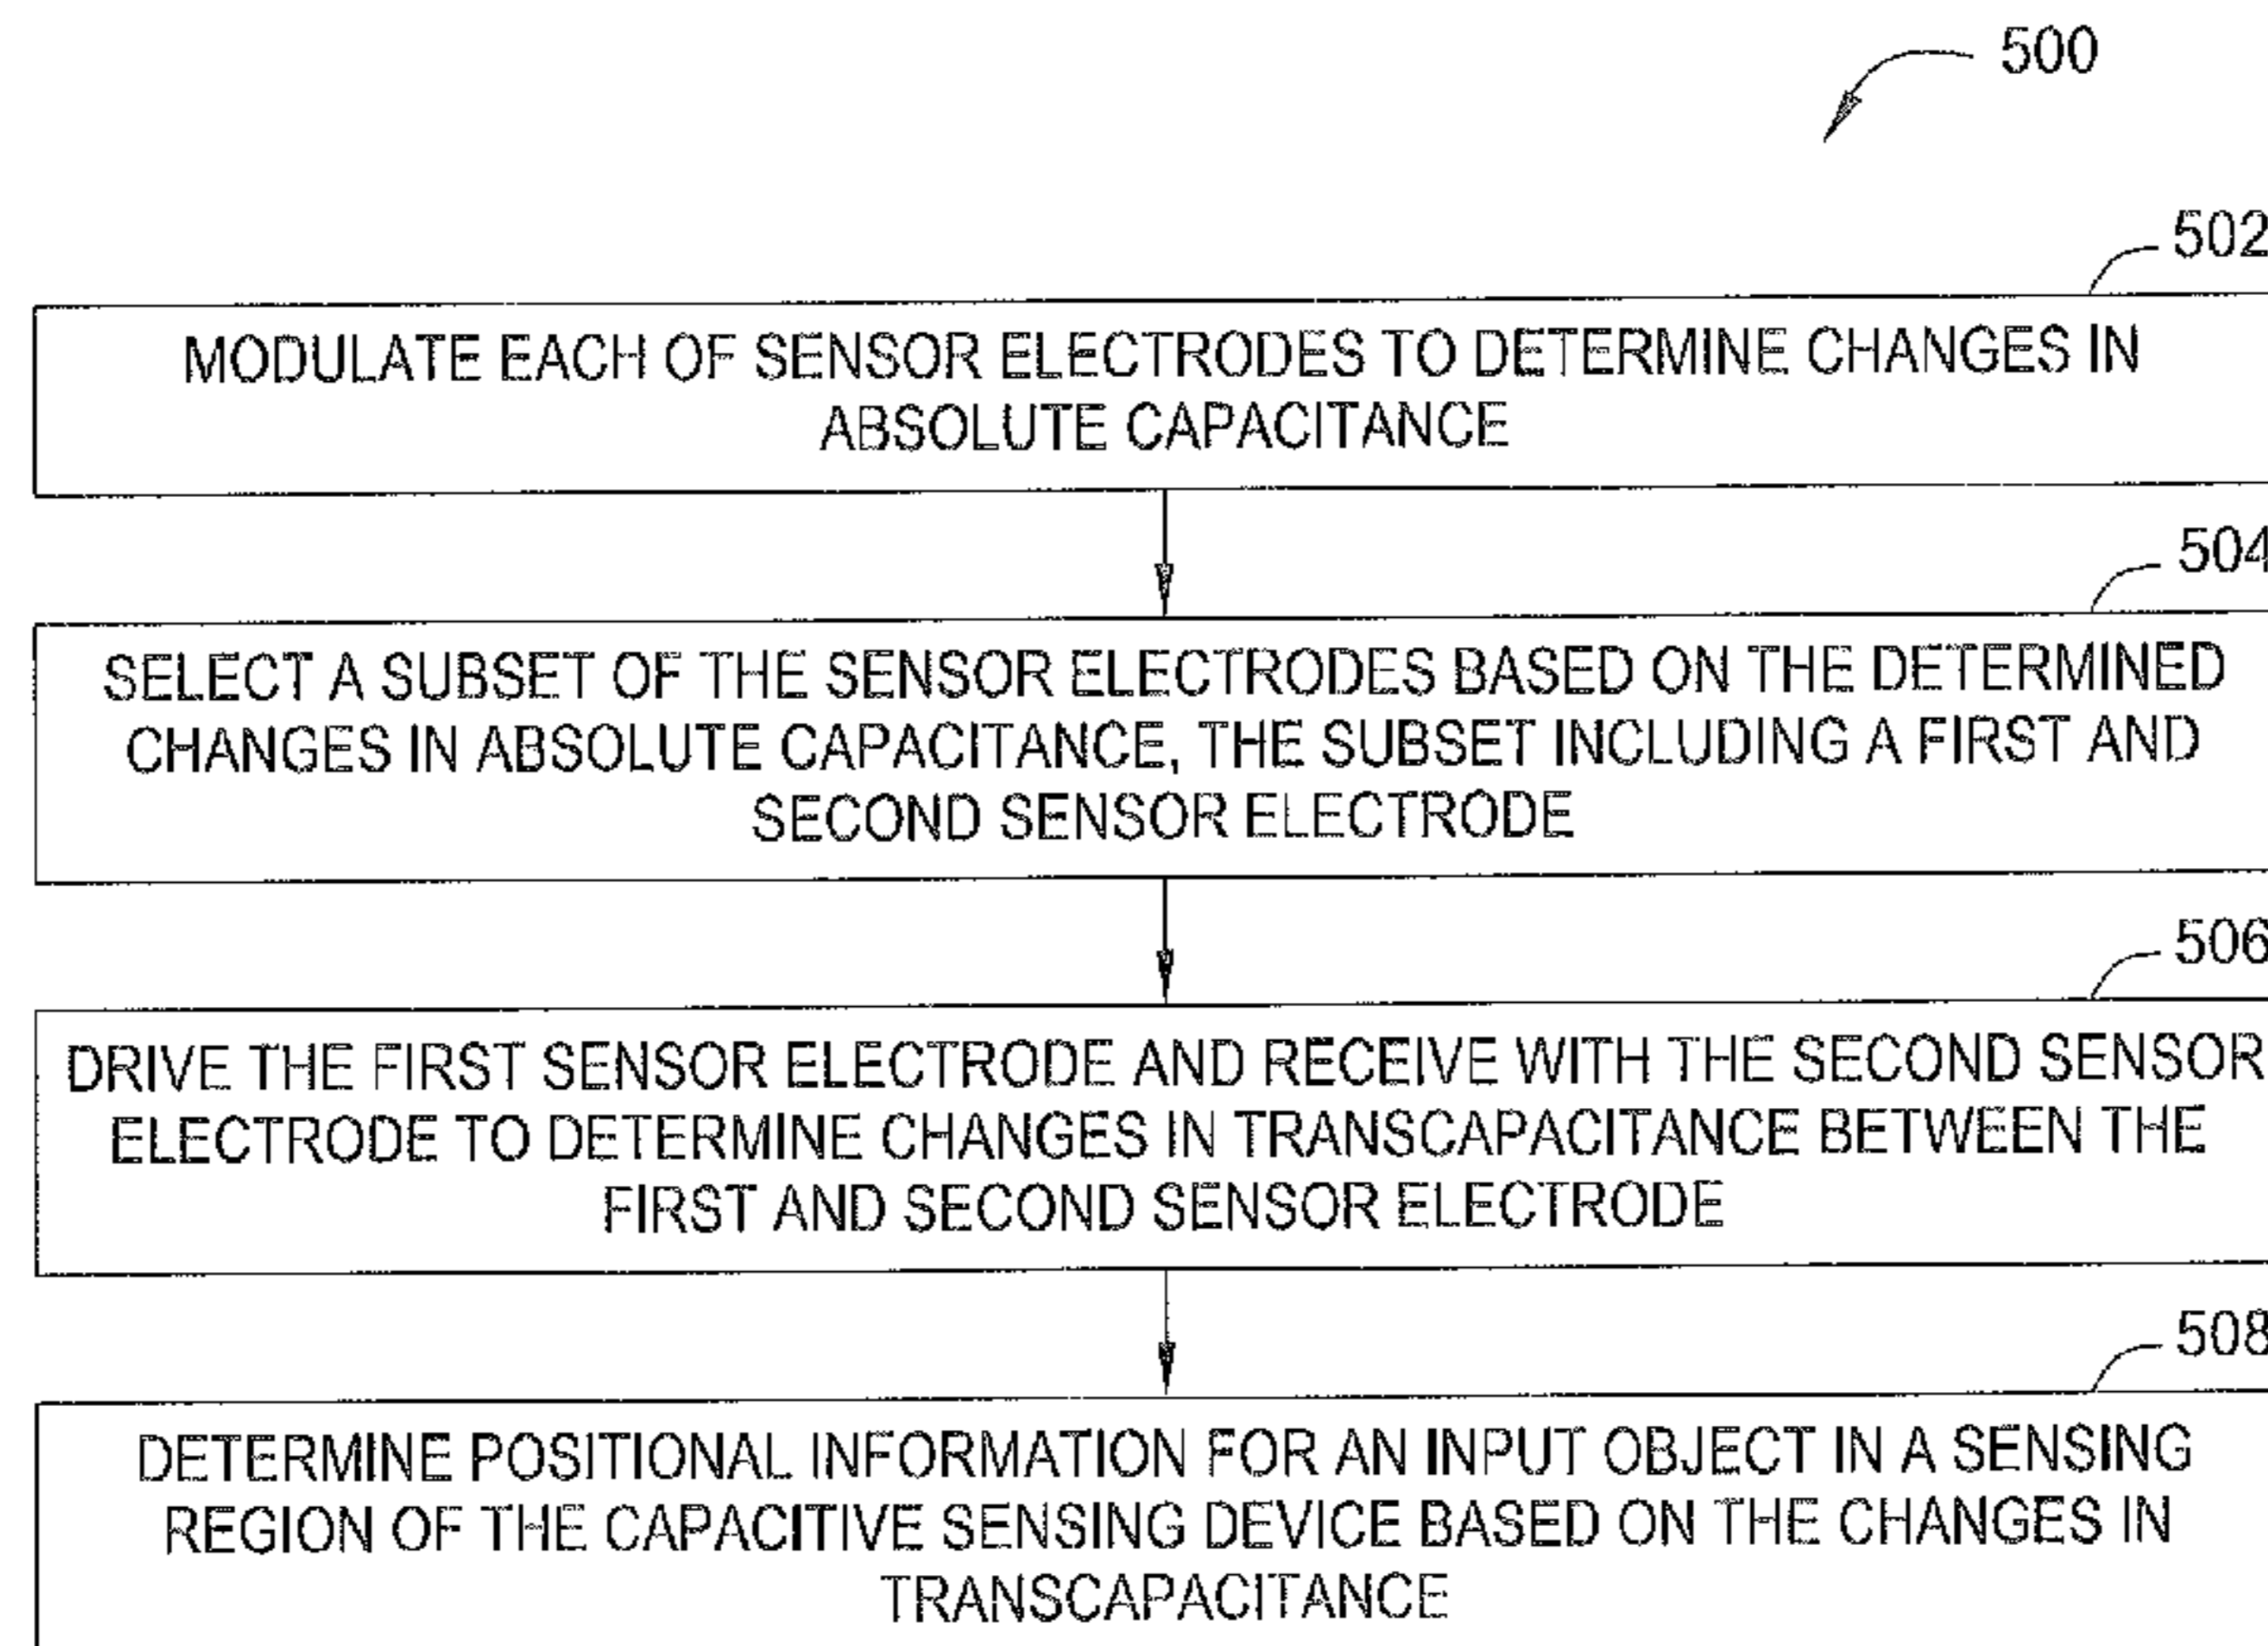 500
502
MODULATE EACH OF SENSOR ELECTRODES TO DETERMINE CHANGES IN
ABSOLUTE CAPACITANCE
504
SELECT A SUBSET OF THE SENSOR ELECTRODES BASED ON THE DETERMINED
CHANGES IN ABSOLUTE CAPACITANCE, THE SUBSET INCLUDING A FIRST AND
SECOND SENSOR ELECTRODE
506
DRIVE THE FIRST SENSOR ELECTRODE AND RECEIVE WITH THE SECOND SENSOR
ELECTRODE TO DETERMINE CHANGES IN TRANSCAPACITANCE BETWEEN THE
FIRST AND SECOND SENSOR ELECTRODE
508
DETERMINE POSITIONAL INFORMATION FOR AN INPUT OBJECT IN A SENSING
REGION OF THE CAPACITIVE SENSING DEVICE BASED ON THE CHANGES IN
TRANSCAPACITANCE